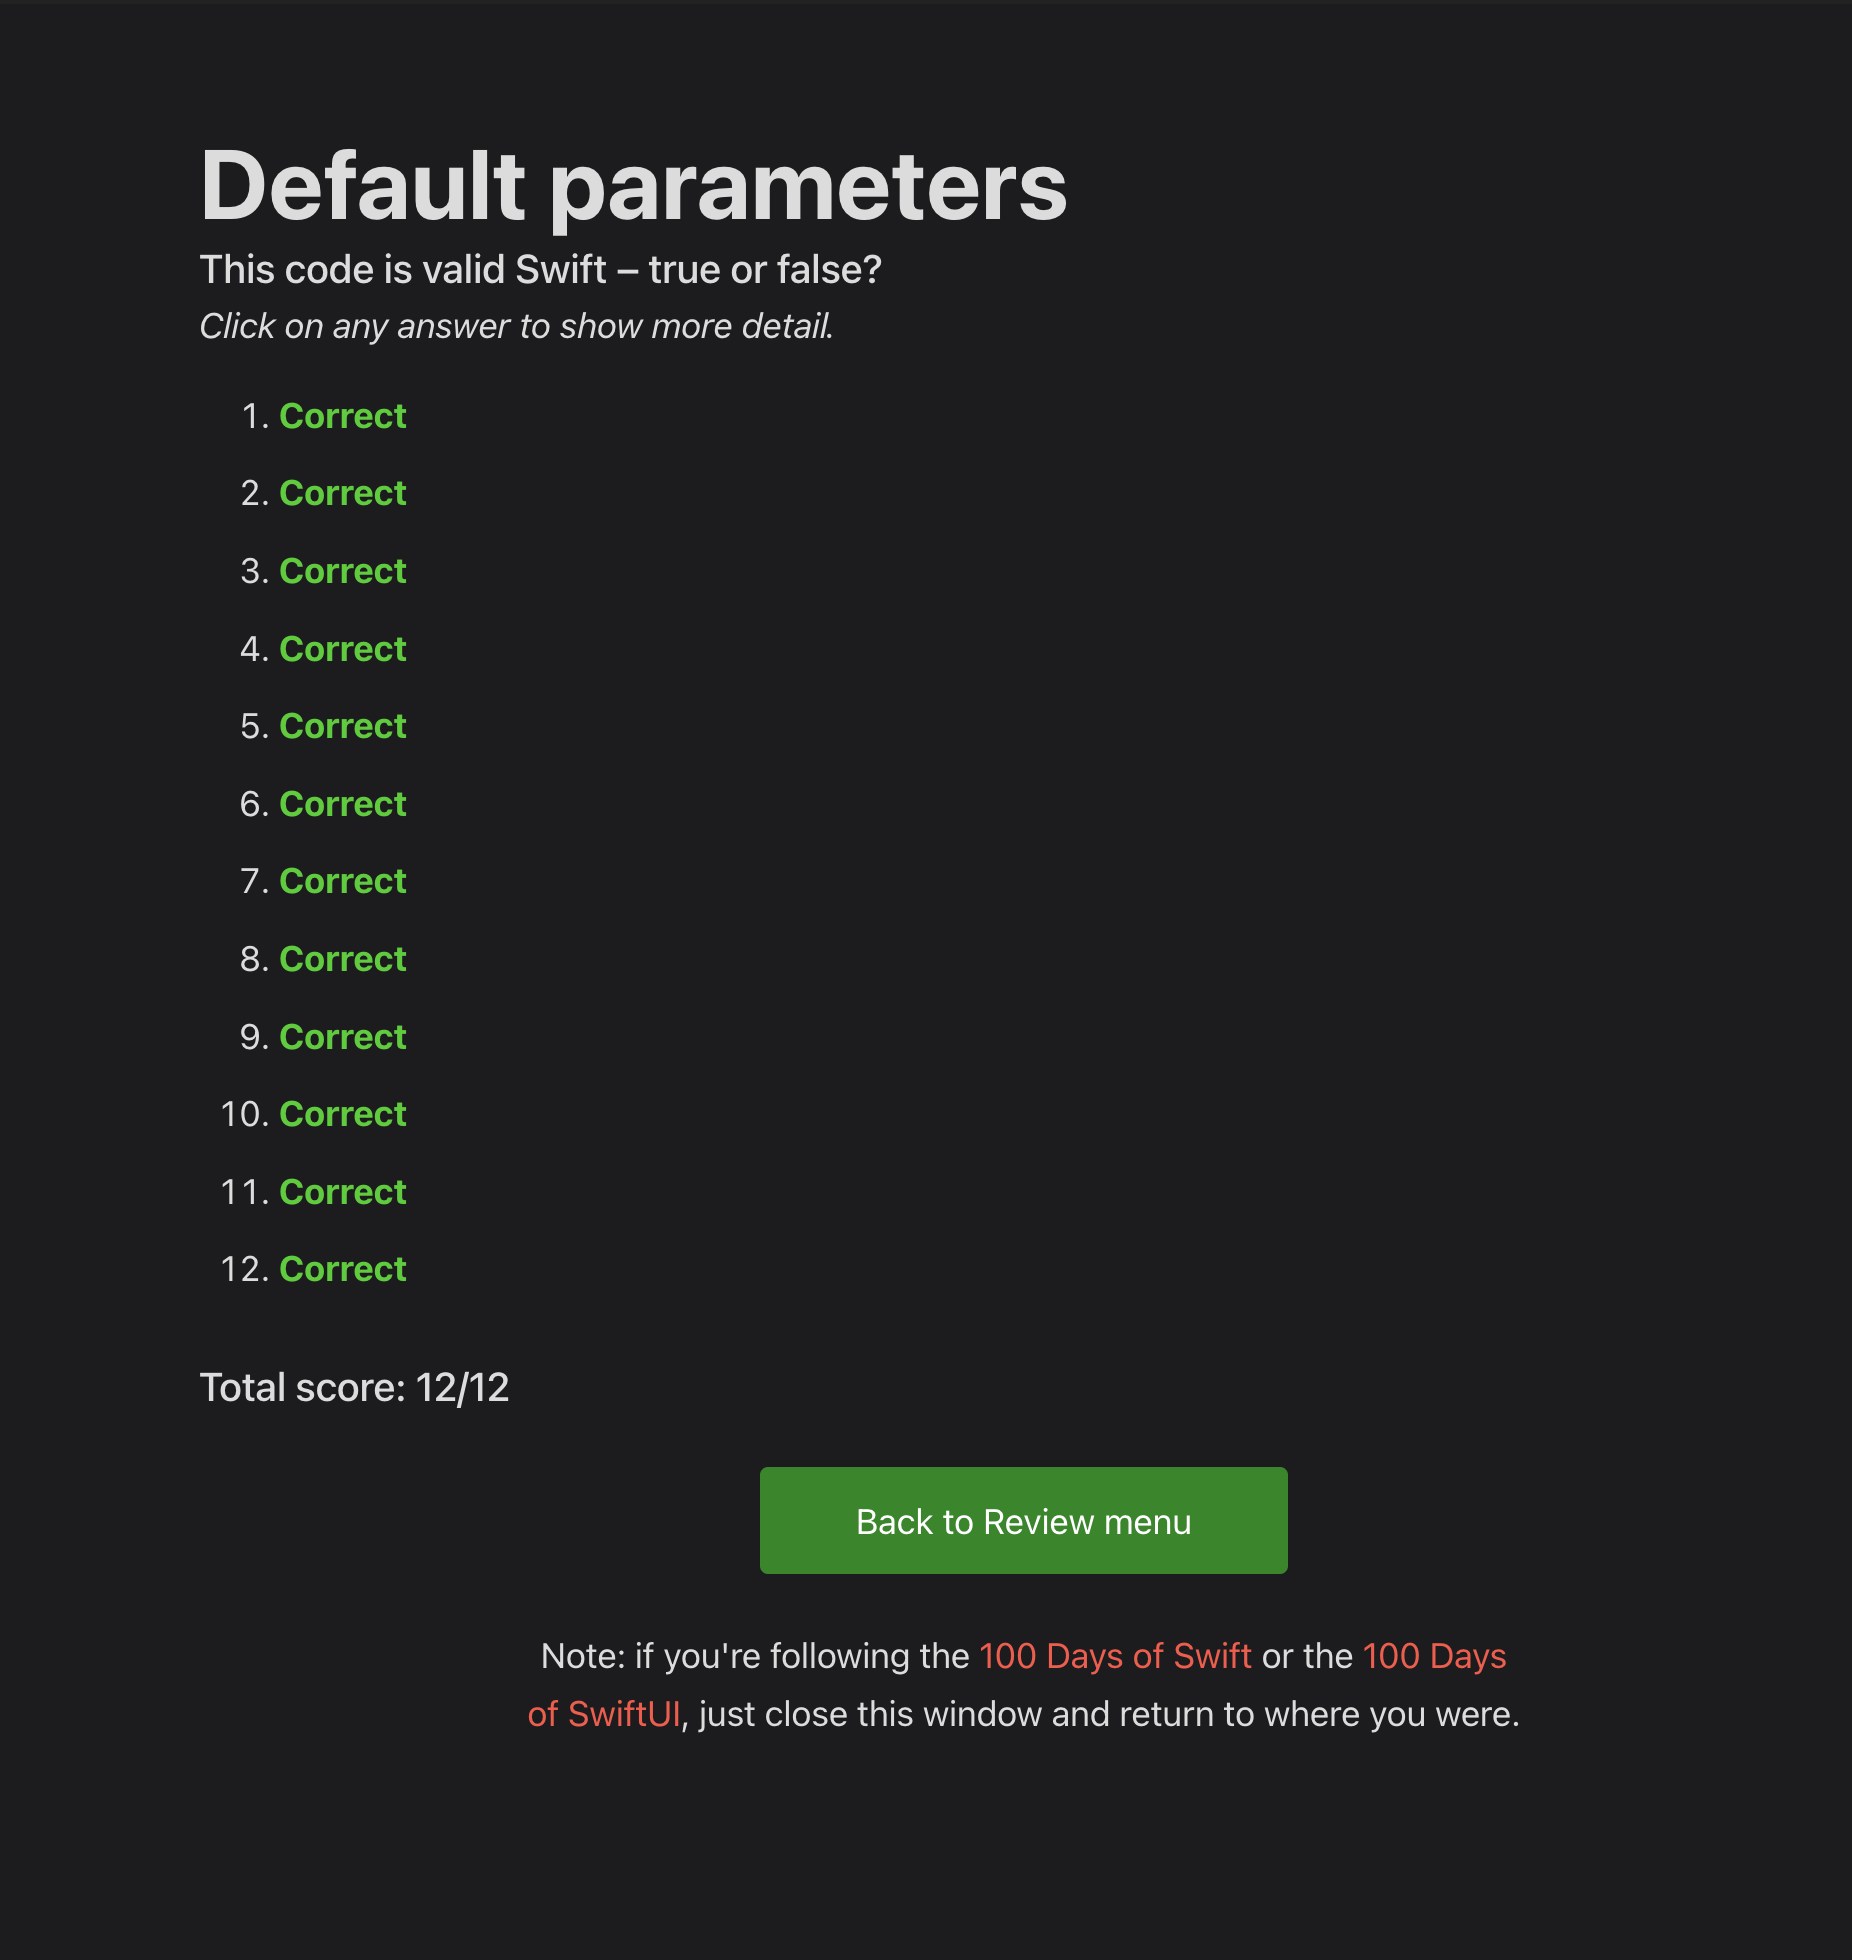 Default parameters
This code is valid Swift – true or false?
Click on any answer to show more detail.
1. Correct
2. Correct
3. Correct
4. Correct
5. Correct
6. Correct
7. Correct
8. Correct
9. Correct
10. Correct
11. Correct
12. Correct
Total score: 12/12
Back to Review menu
Note: if you're following the 100 Days of Swift or the 100 Days
of SwiftUI, just close this window and return to where you were.